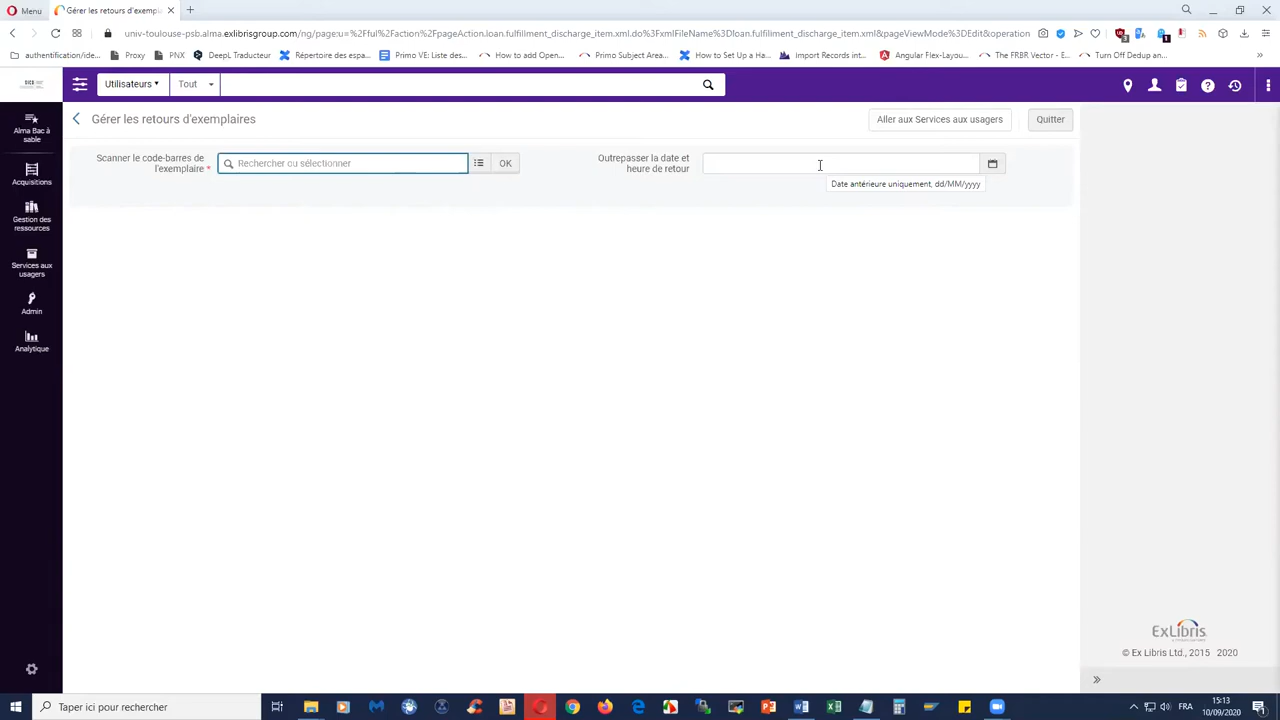 Menu
Gérer les retours d'exemplaires
univ-toulouse-psb.alma.exlibrisgroup.com/ng/page;u=%2Fful%2Faction%2FpageAction.loan.fulfillment_discharge_item.xml.do%3FxmlFileName%3Dloan.fulfillment_discharge_item.xml&pageViewMode%3DEdit&operation
authentification/ide... Proxy PNX DeepL Traducteur Répertoire des espa... Primo VE: Liste des... How to add Open... Primo Subject Area... How to Set Up a Ha... Import Records int... Angular Flex-Layou... The FRBR Vector - E... Turn Off Dedup an...
Utilisateurs Tout
Alma Bac à
sable
Acquisitions
Gestion des
ressources
Services aux
usagers
Admin
Analytique
Gérer les retours d'exemplaires
Aller aux Services aux usagers
Quitter
Scanner le code-barres de
l'exemplaire *
Rechercher ou sélectionner
OK
Outrepasser la date et
heure de retour
Date antérieure uniquement, dd/MM/yyyy
ExLibris
© Ex Libris Ltd., 2015 2020
Taper ici pour rechercher
FRA
15:13
10/09/2020